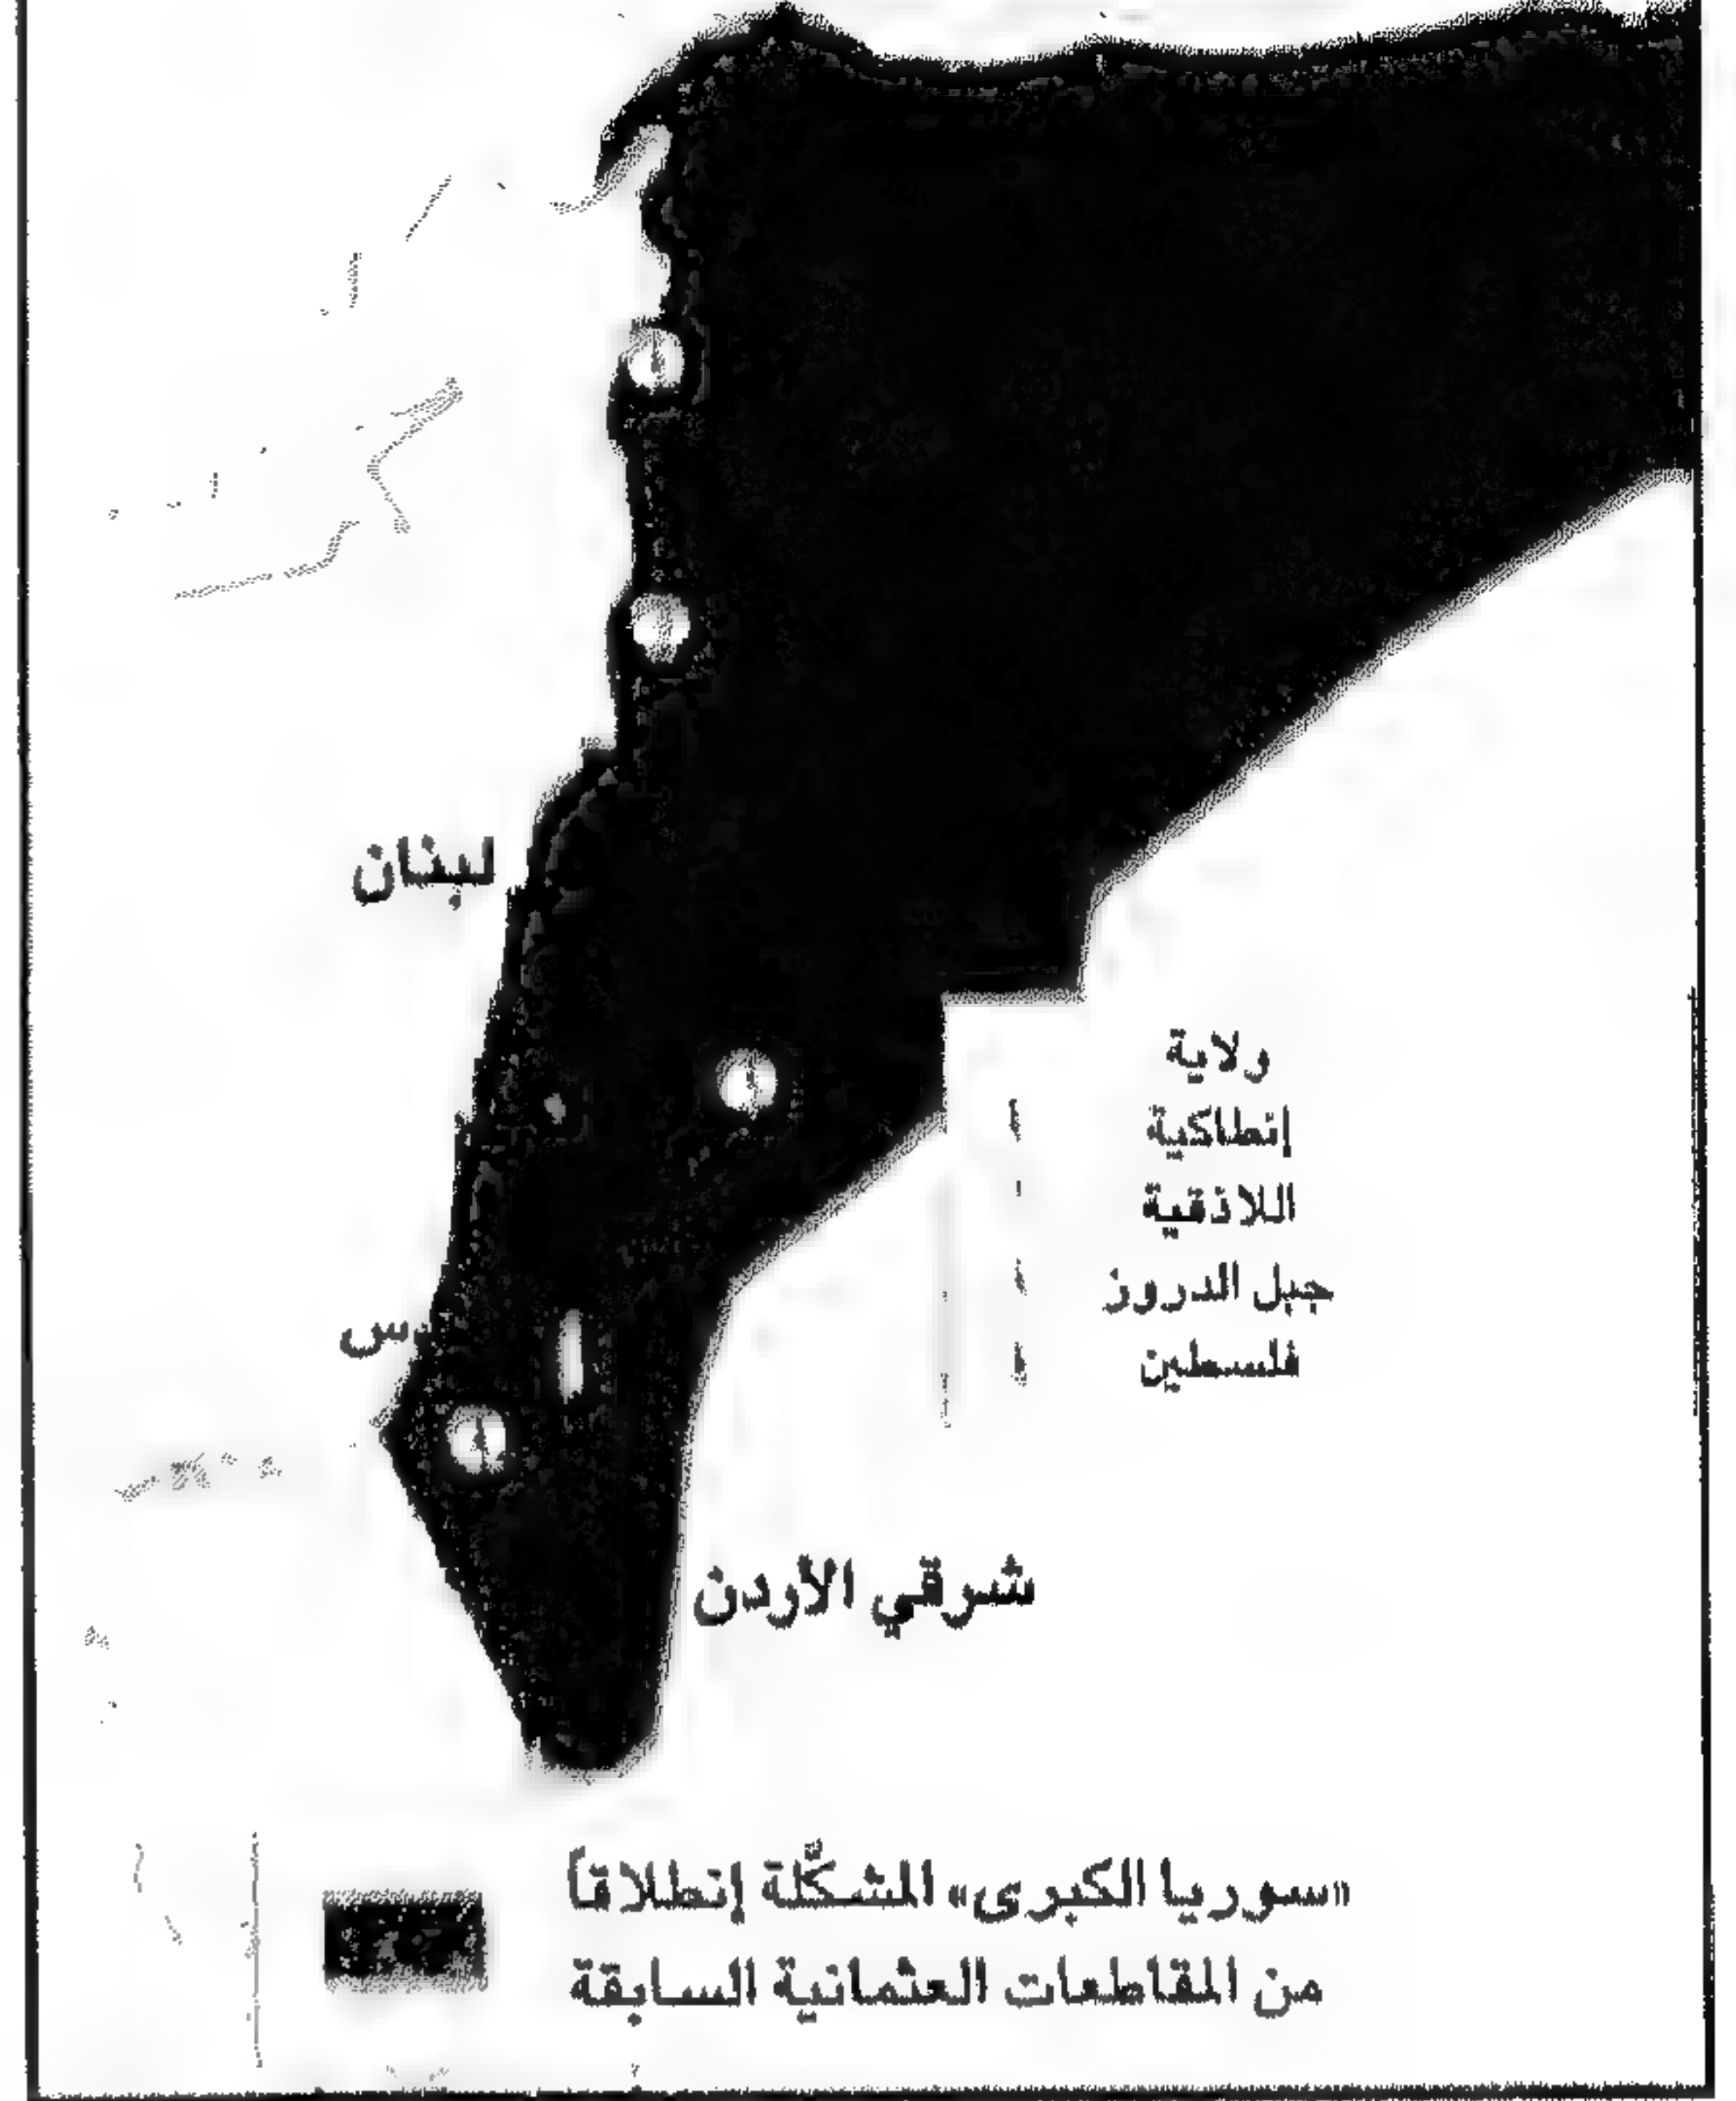 لبنان
ولاية
إنطاكية
اللاذقية
جبل الدروز
فلسطين
شرقي الأردن
«سوريا الكبرى» المشكَّلة إنطلاقاً
من المقاطعات العثمانية السابقة